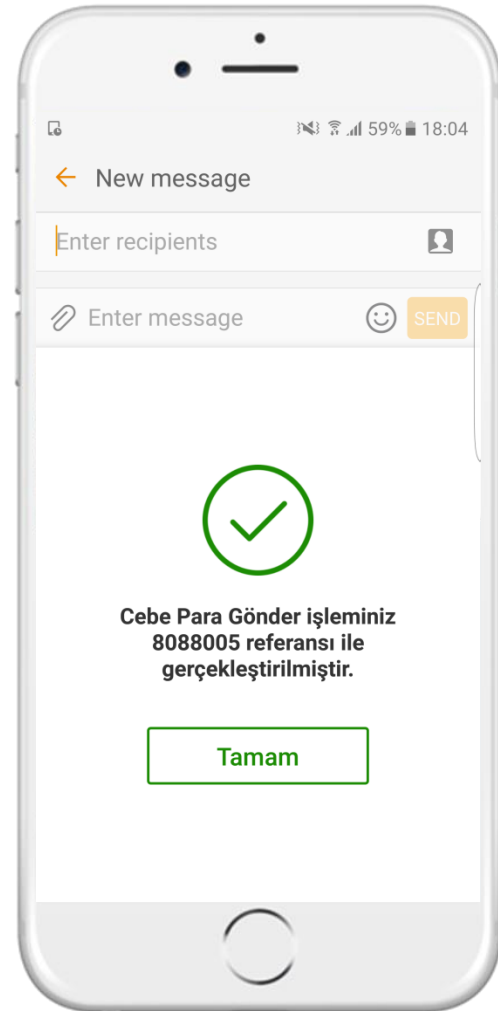 59% 18:04
New message
Enter recipients
Enter message SEND
Cebe Para Gönder işleminiz
8088005 referansı ile
gerçekleştirilmiştir.
Tamam